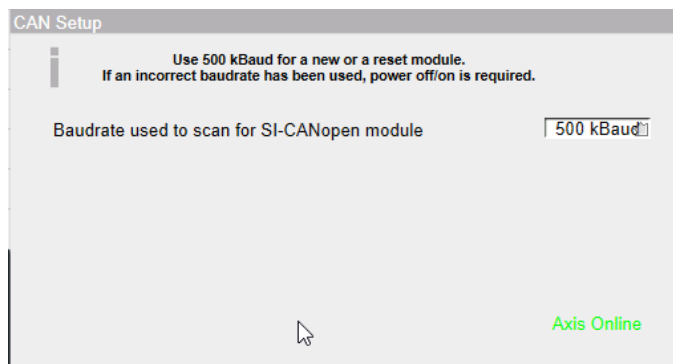 CAN Setup
Use 500 kBaud for a new or a reset module.
If an incorrect baudrate has been used, power off/on is required.
Baudrate used to scan for SI-CANopen module
500 kBaud
Axis Online